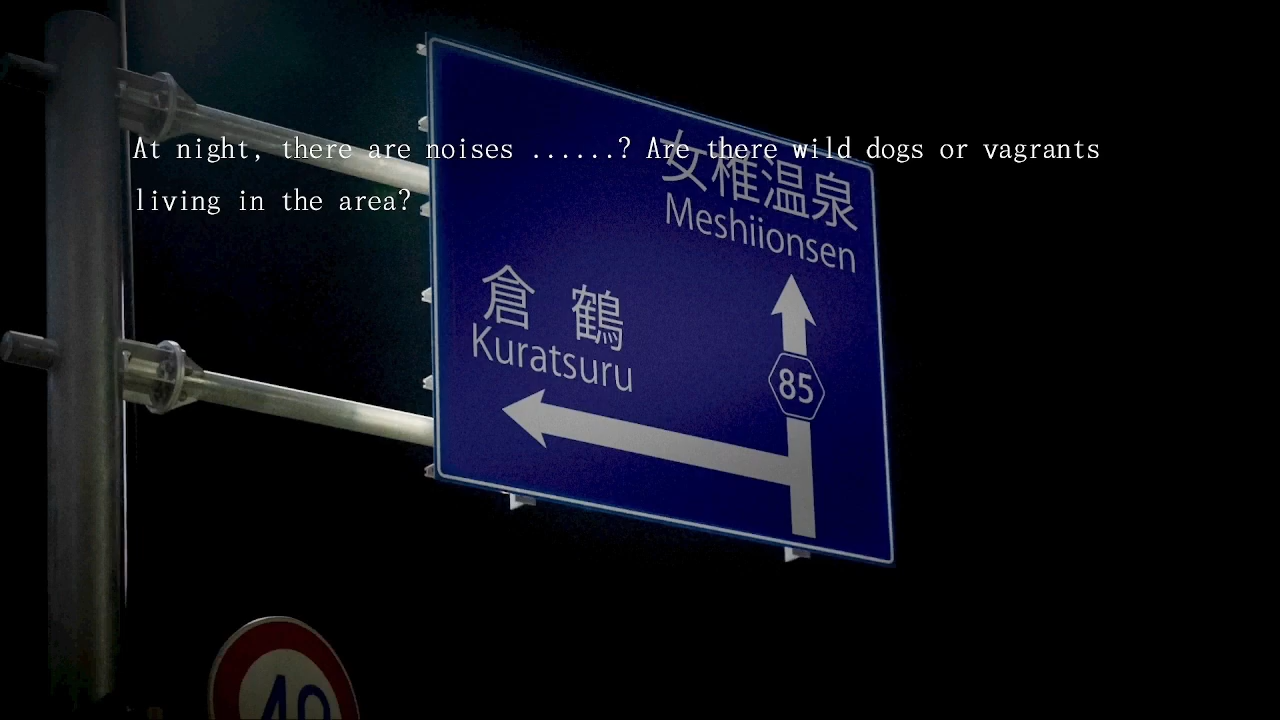 At night, there are noises ......? Are there wild dogs or vagrants
living in the area?
女椎温泉
Meshiionsen
倉 鶴
Kuratsuru
85
40